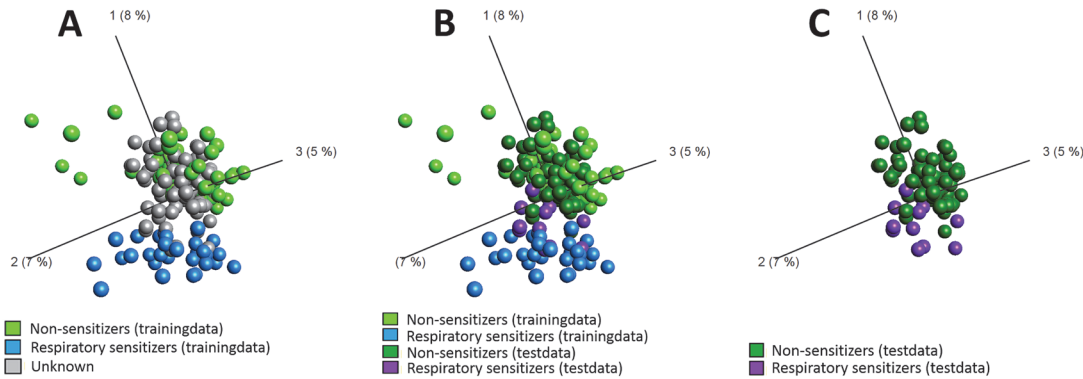 A
1 (8 %)
3 (5 %)
2 (7 %)
Non-sensitizers (trainingdata)
Respiratory sensitizers (trainingdata)
Unknown
B
1 (8 %)
3 (5 %)
(7 %)
Non-sensitizers (trainingdata)
Respiratory sensitizers (trainingdata)
Non-sensitizers (testdata)
Respiratory sensitizers (testdata)
C
1 (8 %)
3 (5 %)
2 (7 %)
Non-sensitizers (testdata)
Respiratory sensitizers (testdata)